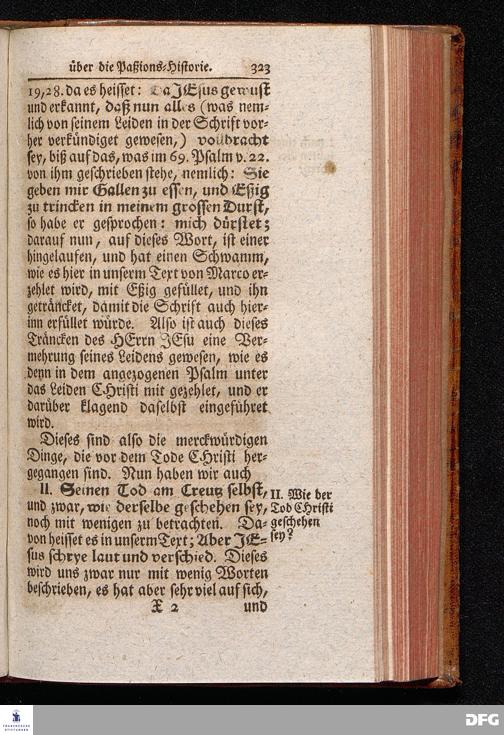 über die Paßions-Historie. 323
19,28. da es heisset: Da JEsus gewust
und erkannt, daß nun alles (was nem-
lich von seinem Leiden in der Schrift vor-
her verkündiget gewesen,) vollbracht
sey, biß auf das, was im 69. Psalm v. 22.
von ihm geschrieben stehe, nemlich: Sie
geben mir Gallen zu essen, und Eßig
zu trincken in meinem grossen Durst,
so habe er gesprochen: mich dürstet;
darauf nun, auf dieses Wort, ist einer
hingelaufen, und hat einen Schwamm,
wie es hier in unserm Text von Marco er-
zehlet wird, mit Eßig gefüllet, und ihn
geträncket, damit die Schrift auch hier-
inn erfüllet würde. Also ist auch dieses
Träncken des HErrn JEsu eine Ver-
mehrung seines Leidens gewesen, wie es
denn in dem angezogenen Psalm unter
das Leiden CHristi mit gezehlet, und er
darüber klagend daselbst eingeführet
wird.
Dieses sind also die merckwürdigen
Dinge, die vor dem Tode CHristi her-
gegangen sind. Nun haben wir auch
II. Seinen Tod am Creutz selbst,
und zwar, wie derselbe geschehen sey,
noch mit wenigen zu betrachten. Da-
von heisset es in unserm Text; Aber JE-
sus schrye laut und verschied. Dieses
wird uns zwar nur mit wenig Worten
beschrieben, es hat aber sehr viel auf sich,
X 2 und
II. Wie der
Tod CHristi
geschehen
sey?
FRANCKESCHE
STIFTUNGEN
DFG